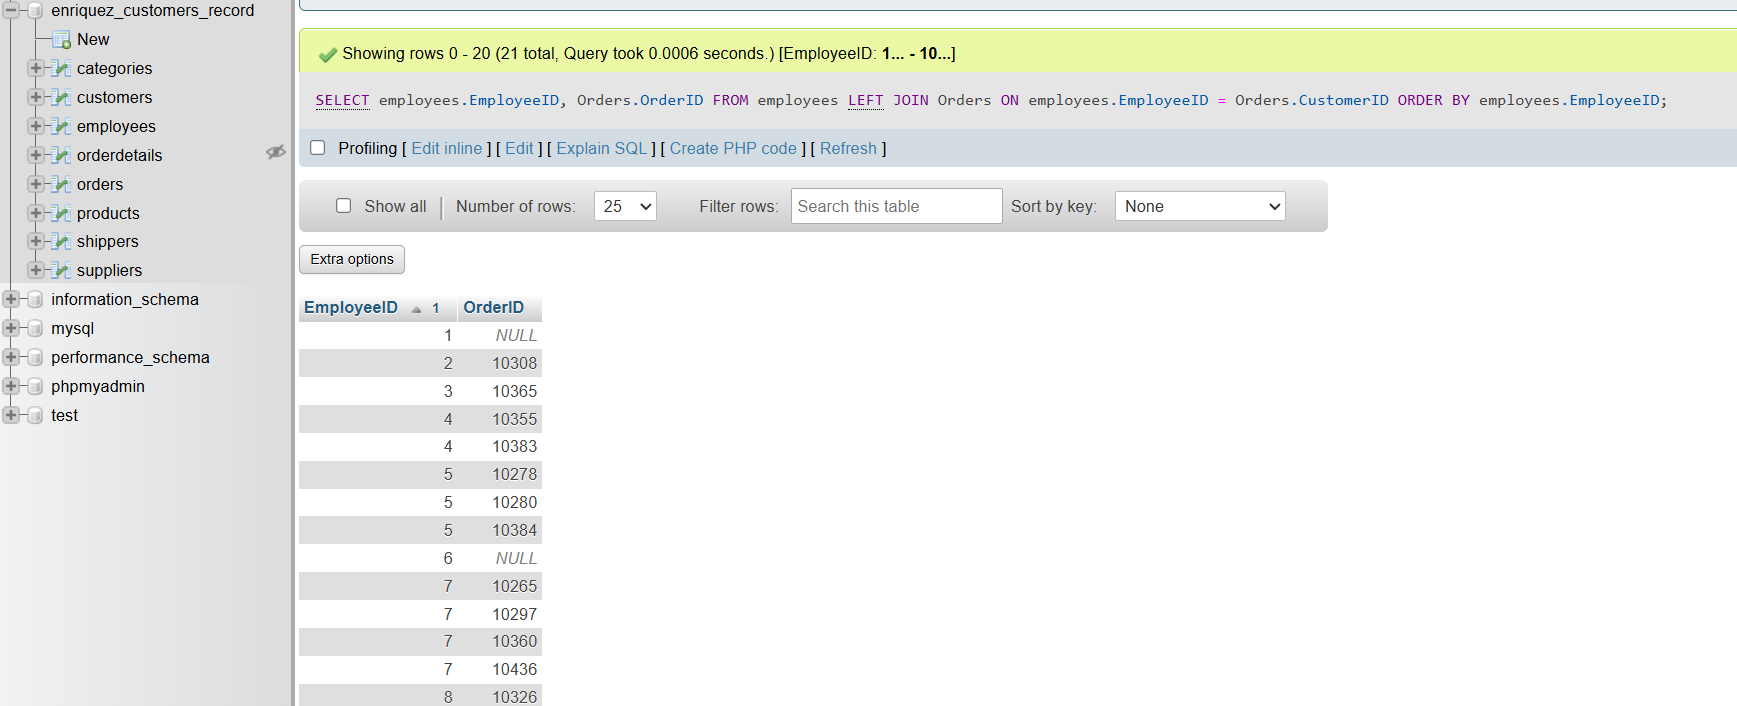 enriquez_customers_record
New
categories
customers
employees
orderdetails
orders
products
shippers
suppliers
information_schema
mysql
performance_schema
phpmyadmin
test
Showing rows 0 - 20 (21 total, Query took 0.0006 seconds.) [EmployeeID: 1... - 10...]
SELECT employees.EmployeeID, Orders.OrderID FROM employees LEFT JOIN Orders ON employees.EmployeeID = Orders.CustomerID ORDER BY employees.EmployeeID;
Profiling [ Edit inline ] [ Edit ] [ Explain SQL ] [ Create PHP code ] [ Refresh ]
Show all Number of rows: 25 Filter rows: Search this table Sort by key: None
Extra options
EmployeeID 1 OrderID
1 NULL
2 10308
3 10365
4 10355
4 10383
5 10278
5 10280
5 10384
6 NULL
7 10265
7 10297
7 10360
7 10436
8 10326